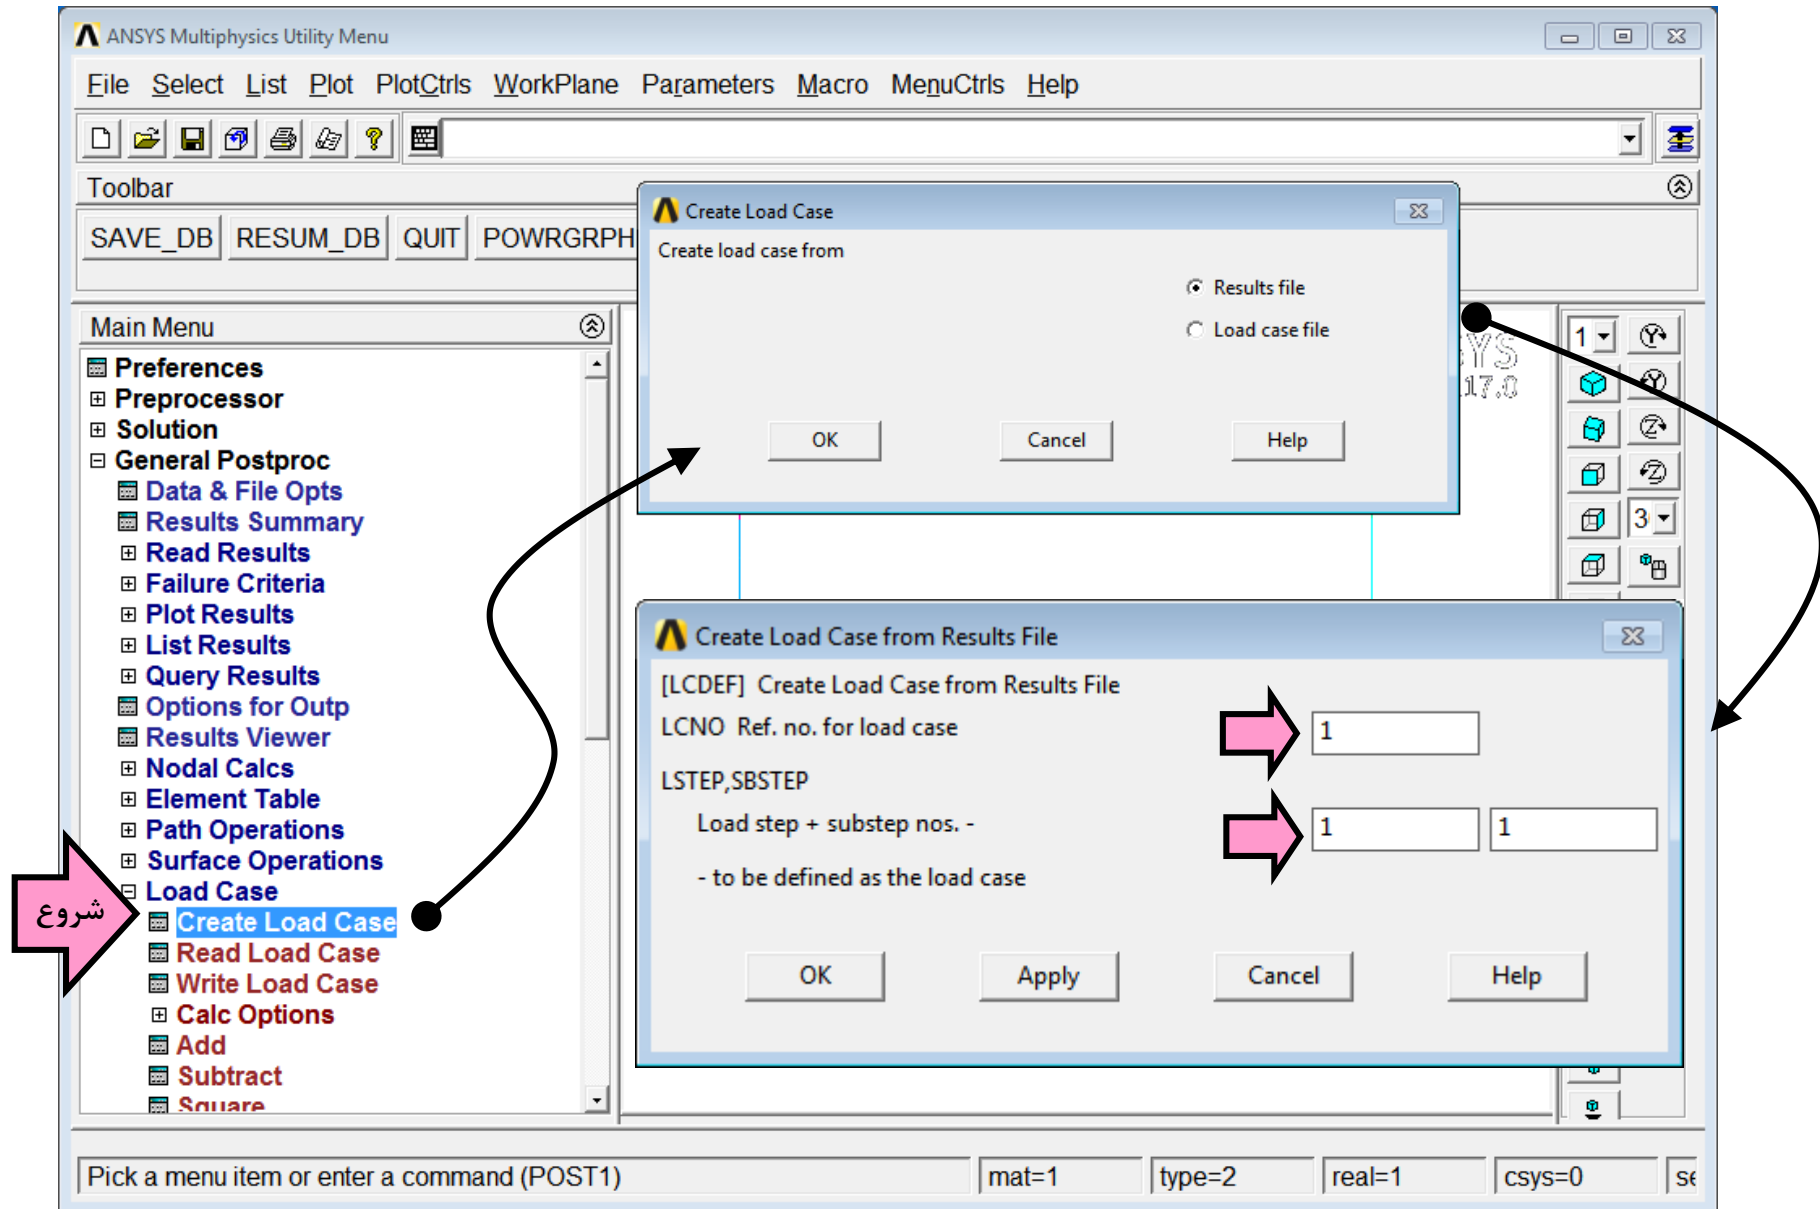 ANSYS Multiphysics Utility Menu
File Select List Plot PlotCtrls WorkPlane Parameters Macro MenuCtrls Help
Toolbar
SAVE_DB RESUM_DB QUIT POWRGRPH
Create Load Case
Create load case from
Results file
Load case file
OK Cancel Help
YS
17.0
1
3
Main Menu
Preferences
Preprocessor
Solution
General Postproc
Data & File Opts
Results Summary
Read Results
Failure Criteria
Plot Results
List Results
Query Results
Options for Outp
Results Viewer
Nodal Calcs
Element Table
Path Operations
Surface Operations
Load Case
شروع
Create Load Case
Read Load Case
Write Load Case
Calc Options
Add
Subtract
Square
Create Load Case from Results File
[LCDEF] Create Load Case from Results File
LCNO Ref. no. for load case 1
LSTEP,SBSTEP
Load step + substep nos. - 1 1
- to be defined as the load case
OK Apply Cancel Help
Pick a menu item or enter a command (POST1) mat=1 type=2 real=1 csys=0